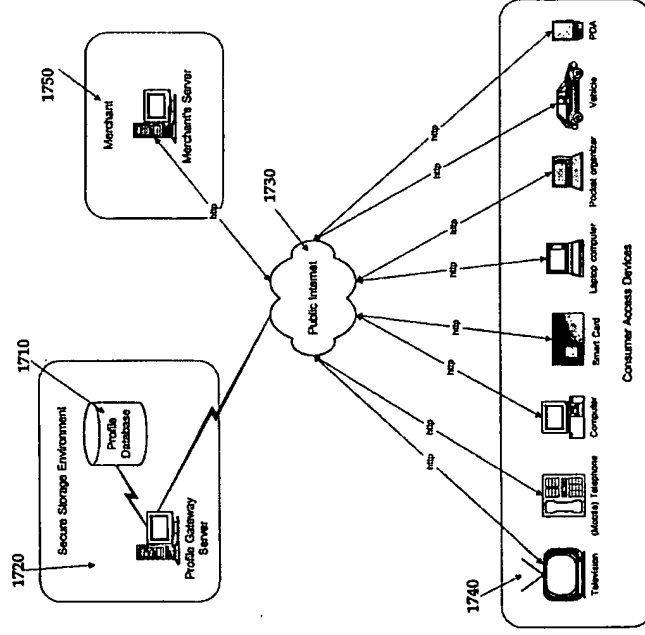 1720
Secure Storage Environment
1710
Profile
Database
Profile Gateway
Server
1750
Merchant
Merchant's Server
http
1730
Public Internet
http
http
http
http
http
http
http
http
1740
Television
(Mobile) Telephone
Computer
Smart Card
Laptop computer
Pocket organizer
Vehicle
PDA
Consumer Access Devices